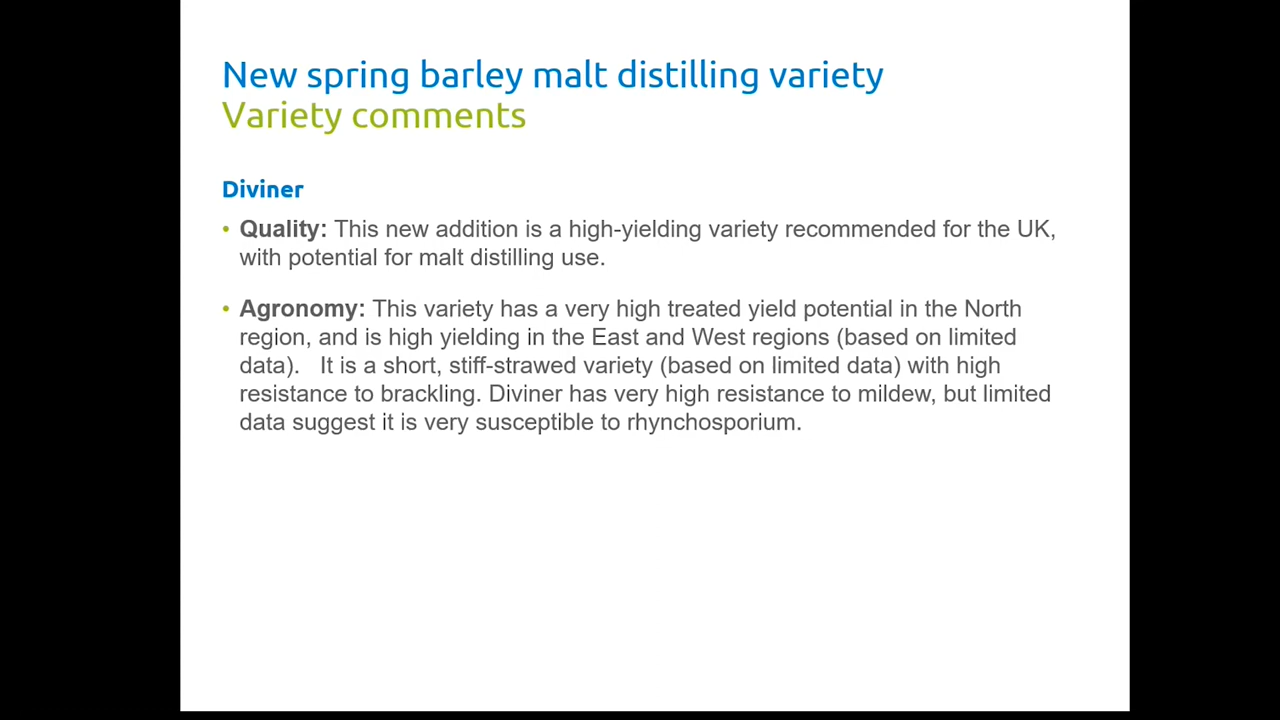 New spring barley malt distilling variety
Variety comments
Diviner
• Quality: This new addition is a high-yielding variety recommended for the UK,
with potential for malt distilling use.
• Agronomy: This variety has a very high treated yield potential in the North
region, and is high yielding in the East and West regions (based on limited
data).   It is a short, stiff-strawed variety (based on limited data) with high
resistance to brackling. Diviner has very high resistance to mildew, but limited
data suggest it is very susceptible to rhynchosporium.